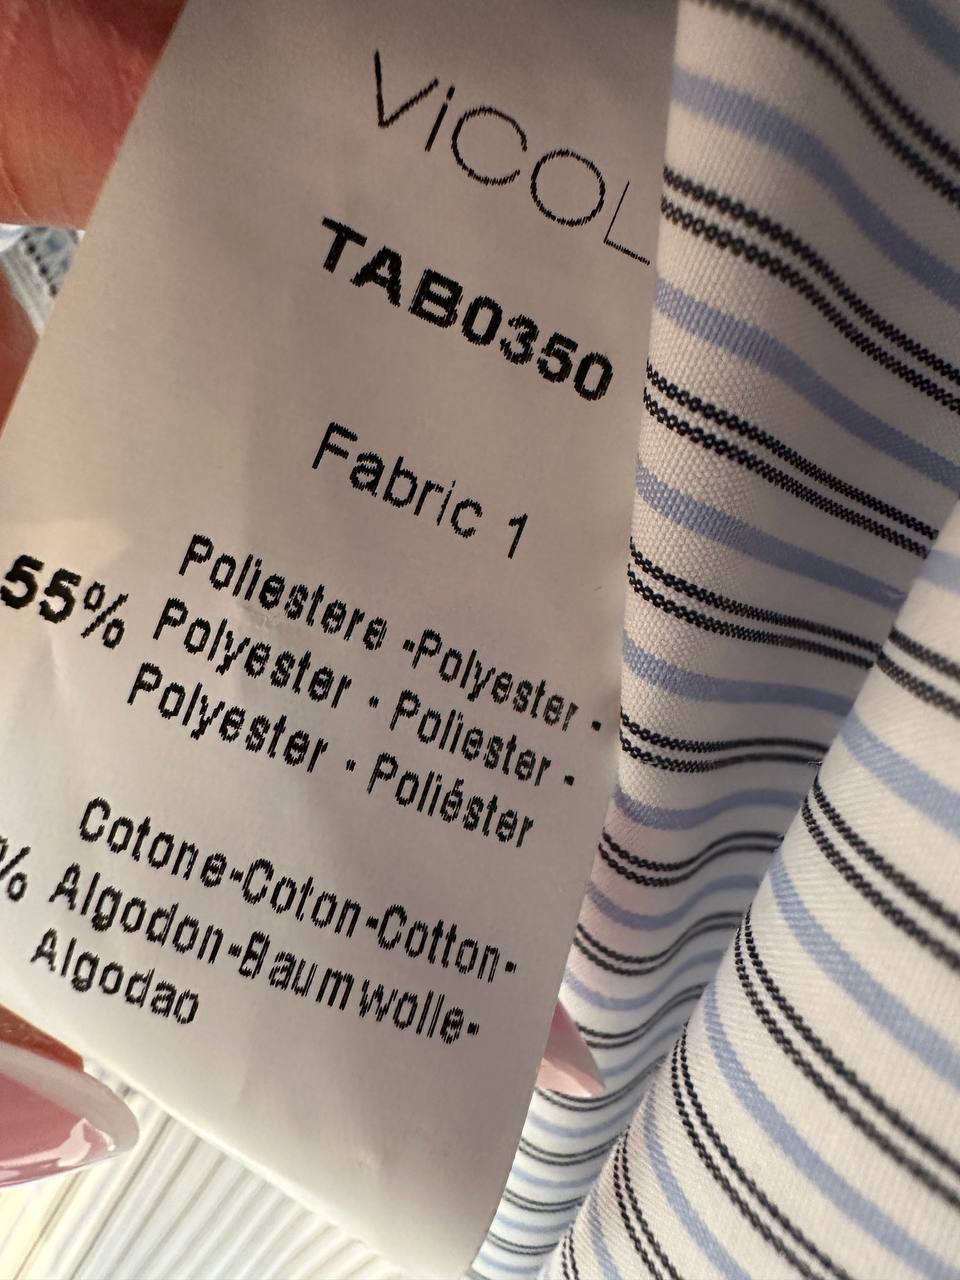 ViCOL
TAB0350
Fabric 1
Poliestere -Polyester -
55% Polyester - Poliester -
Polyester - Poliéster
Cotone-Coton-Cotton-
% Algodon-Baumwolle-
Algodao